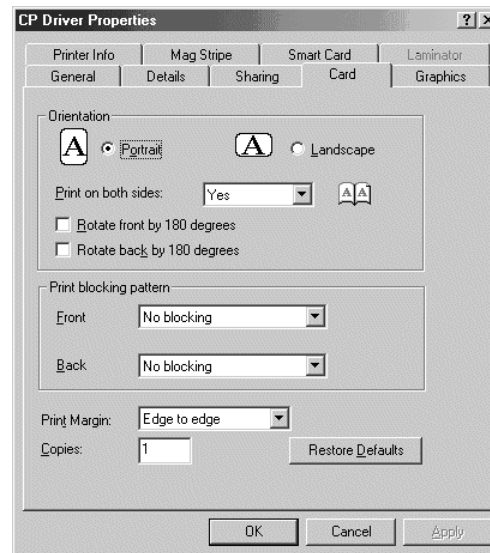 CP Driver Properties
Printer Info Mag Stripe Smart Card Laminator
General Details Sharing Card Graphics
Orientation
A Portrait A Landscape
Print on both sides: Yes AA
Rotate front by 180 degrees
Rotate back by 180 degrees
Print blocking pattern
Front No blocking
Back No blocking
Print Margin: Edge to edge
Copies: 1 Restore Defaults
OK Cancel Apply